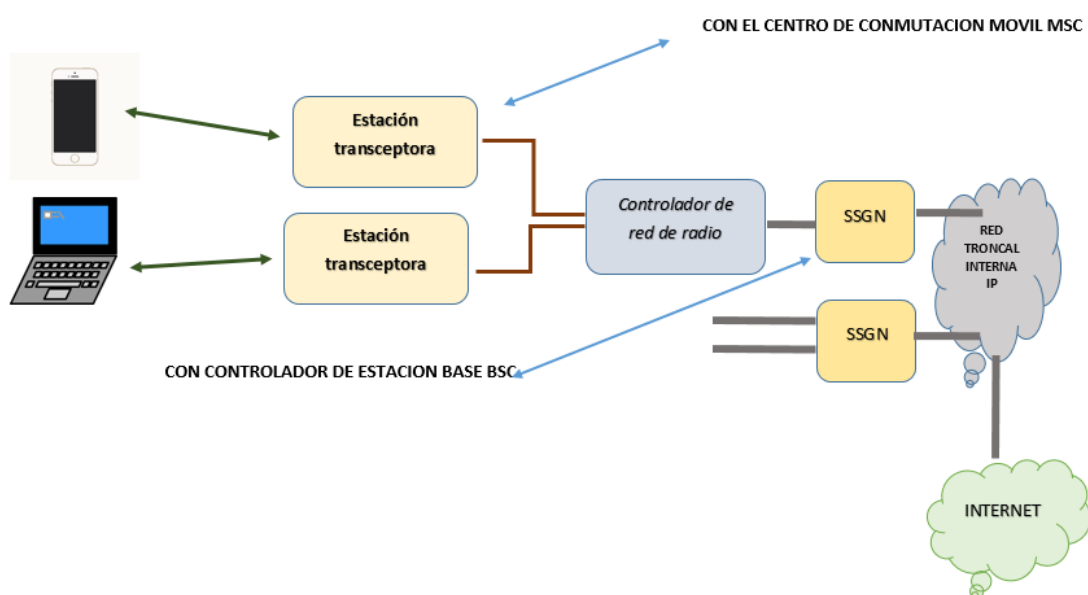 CON EL CENTRO DE CONMUTACION MOVIL MSC
Estación
transceptora
Estación
transceptora
Controlador de
red de radio
SSGN
RED
TRONCAL
INTERNA
IP
SSGN
CON CONTROLADOR DE ESTACION BASE BSC
INTERNET